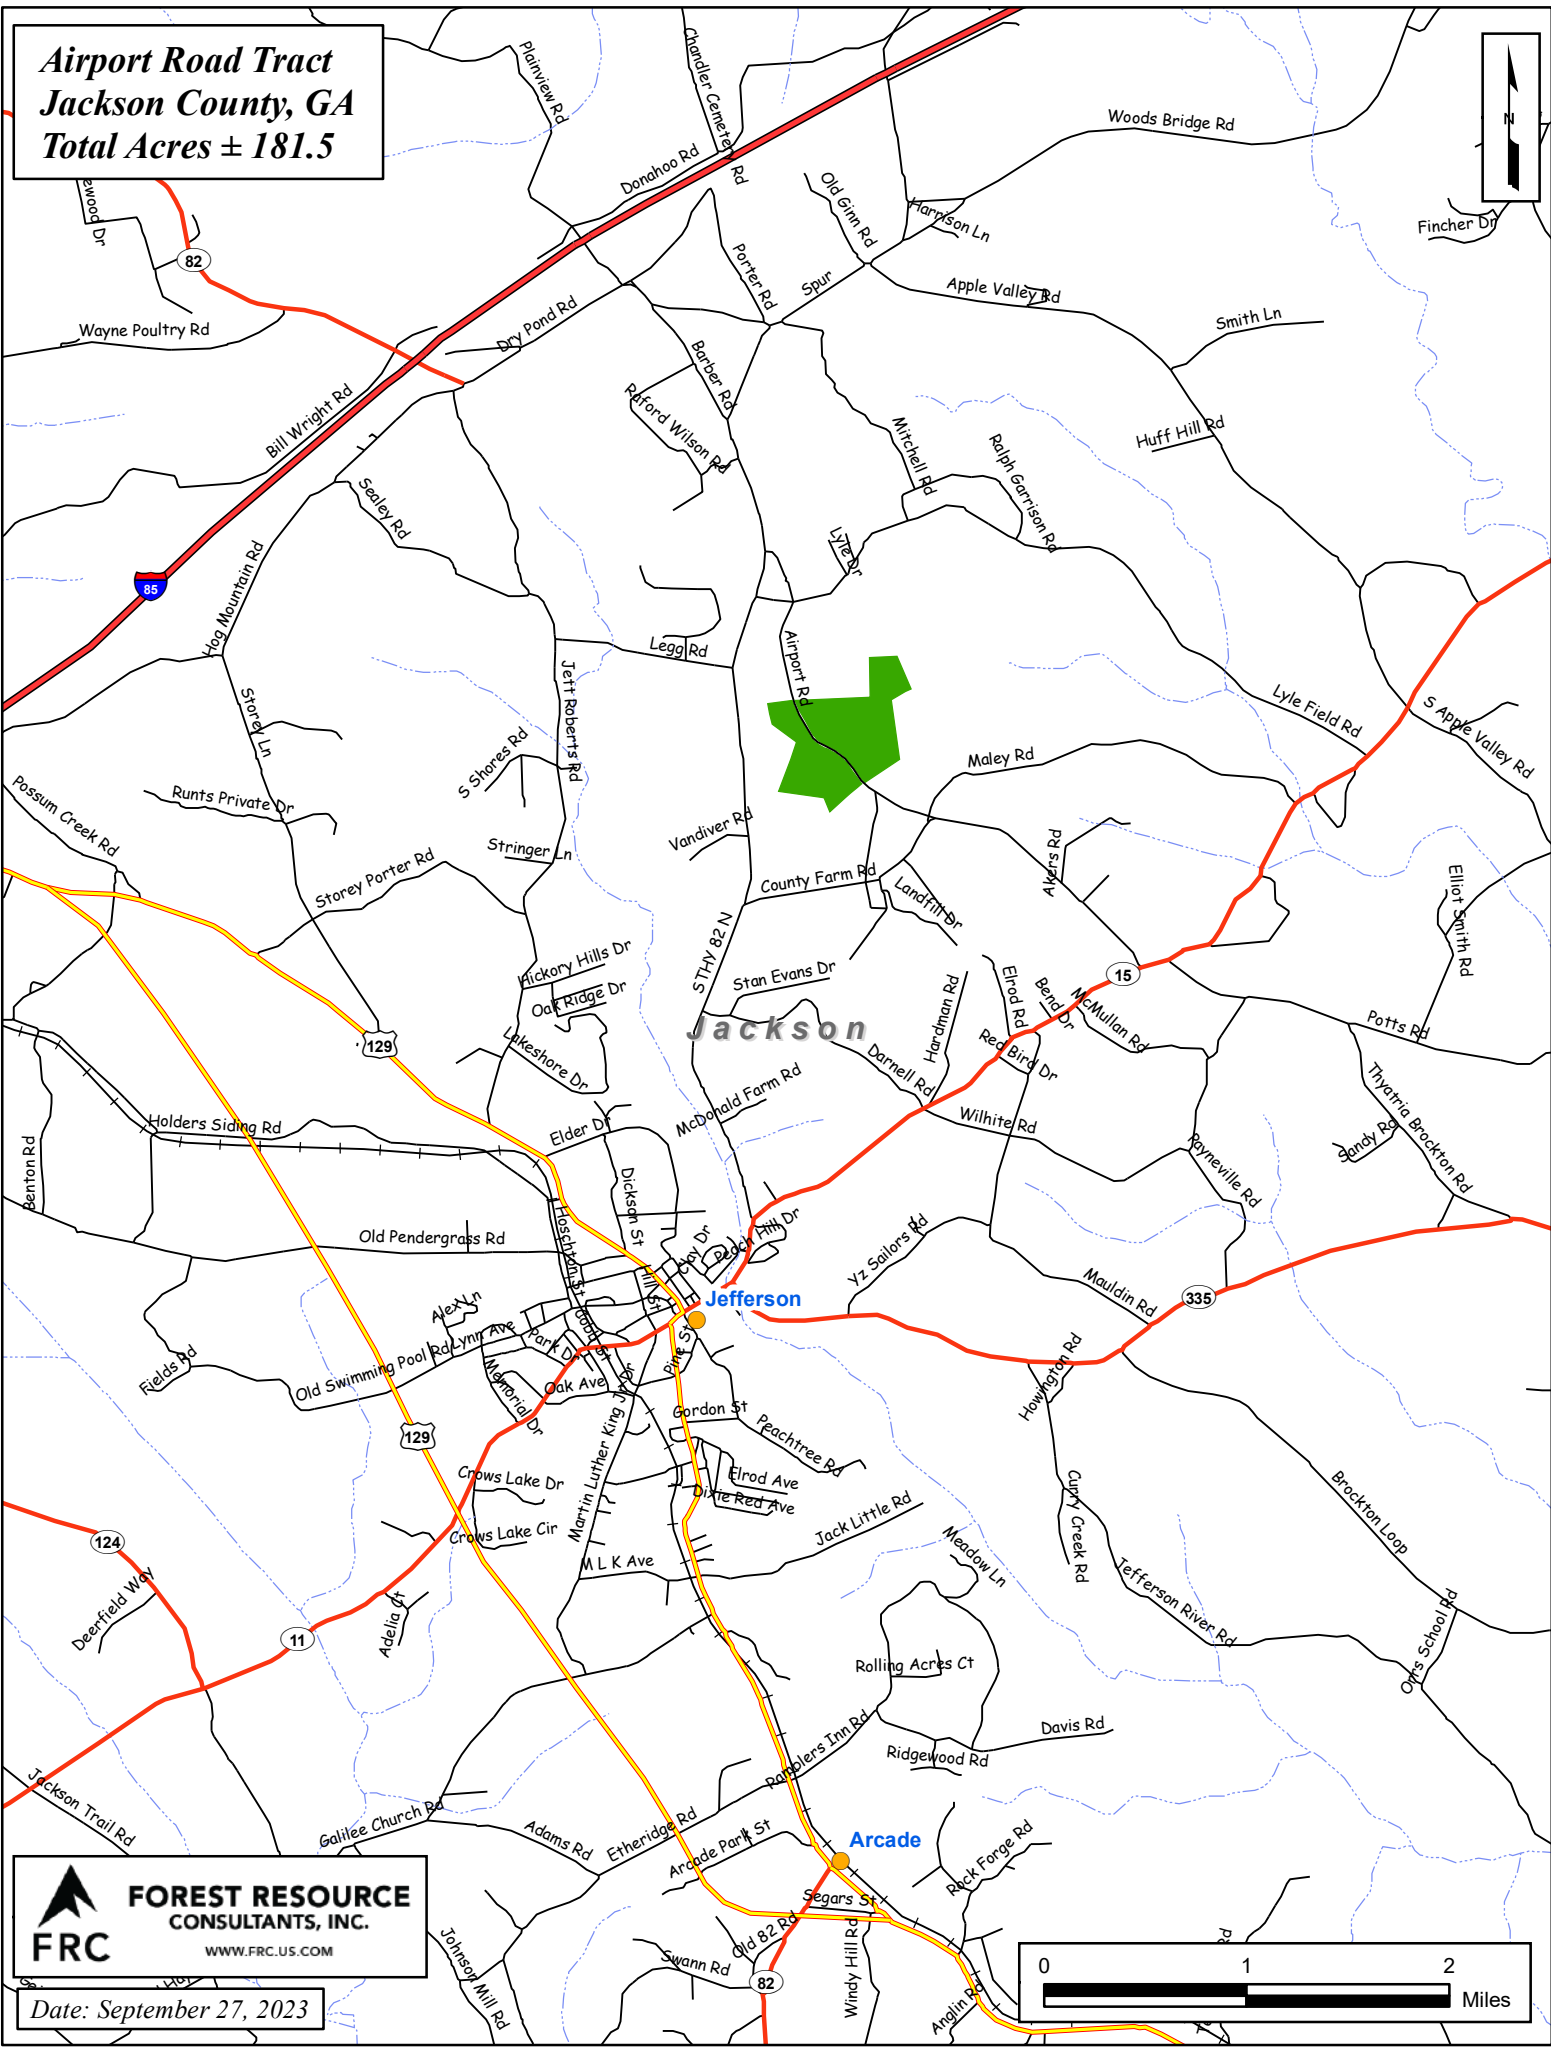 Airport Road Tract
Jackson County, GA
Total Acres ± 181.5
N
Plainview Rd
Chandler Cemetery Rd
Donahoo Rd
Woods Bridge Rd
Old Ginn Rd
Harrison Ln
Fincher Dr
ewood Dr
82
Porter Rd
Spur
Apple Valley Rd
Wayne Poultry Rd
Dry Pond Rd
Smith Ln
Barber Rd
Raford Wilson Rd
Bill Wright Rd
Mitchell Rd
Ralph Garrison Rd
Huff Hill Rd
Sealey Rd
Lyle Dr
85
Hog Mountain Rd
Legg Rd
Airport Rd
Jett Roberts Rd
Storey Ln
Lyle Field Rd
S Apple Valley Rd
S Shores Rd
Maley Rd
Possum Creek Rd
Runts Private Dr
Vandiver Rd
Stringer Ln
Akers Rd
Storey Porter Rd
County Farm Rd
Landfill Dr
Elliot Smith Rd
STHY 82 N
Hickory Hills Dr
Stan Evans Dr
Oak Ridge Dr
Hardman Rd
Elrod Rd
Bend Dr
15
McMullan Rd
Jackson
Potts Rd
129
Lakeshore Dr
Red Bird Dr
Darnell Rd
McDonald Farm Rd
Thyatria Brockton Rd
Holders Siding Rd
Elder Dr
Wilhite Rd
Sandy Rd
Benton Rd
Dickson St
Payneville Rd
Hoschton St
Old Pendergrass Rd
Clay Dr
Peach Hill Dr
Yz Sailors Rd
Hill St
Mauldin Rd
335
Jefferson
Alex Ln
Lynn Ave
Gobb St
Park Dr
Pine St
Fields Rd
Old Swimming Pool Rd
Memorial Dr
Oak Ave
Howington Rd
Martin Luther King Jr Dr
Gordon St
Peachtree Rd
129
Crows Lake Dr
Elrod Ave
Dixie Red Ave
Curry Creek Rd
Brockton Loop
Jack Little Rd
Crows Lake Cir
124
M L K Ave
Meadow Ln
Jefferson River Rd
Deerfield Way
Adelia Ct
11
Orrs School Rd
Rolling Acres Ct
Ramblers Inn Rd
Davis Rd
Ridgewood Rd
Jackson Trail Rd
Galilee Church Rd
Adams Rd
Etheridge Rd
Arcade Park St
Arcade
Rock Forge Rd
Segars St
Old 82 Rd
Windy Hill Rd
Swann Rd
82
Johnson Mill Rd
Anglin Rd
Rd
FRC
FOREST RESOURCE
CONSULTANTS, INC.
WWW.FRC.US.COM
Date: September 27, 2023
0 1 2
Miles